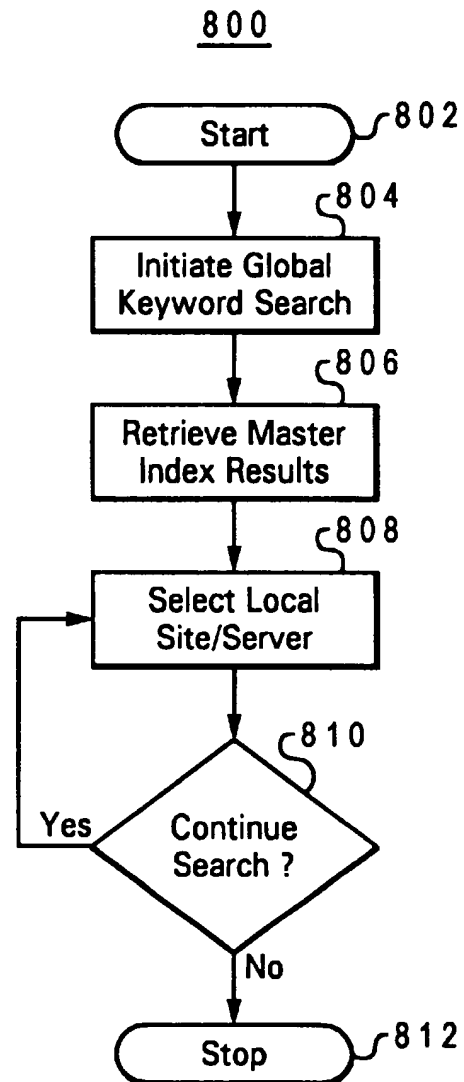 800
Start
802
804
Initiate Global
Keyword Search
806
Retrieve Master
Index Results
808
Select Local
Site/Server
810
Continue
Search ?
Yes
No
Stop
812